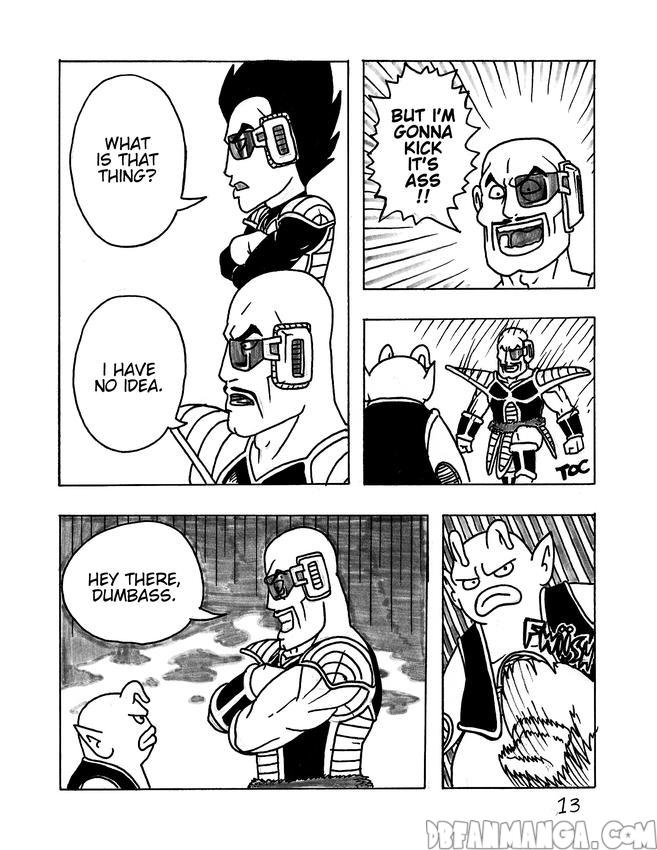 WHAT
IS THAT
THING?
I HAVE
NO IDEA.
BUT I'M
GONNA
KICK
IT'S
ASS
!!
TOC
HEY THERE,
DUMBASS.
FWIISH
13
DBFANMANGA.COM